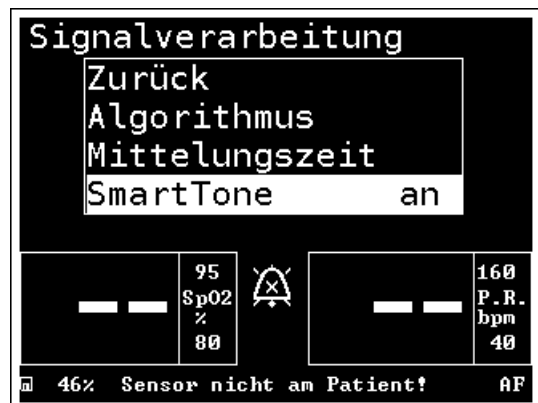 Signalverarbeitung
Zurück
Algorithmus
Mittelungszeit
SmartTone an
-- 95 SpO2 % 80
-- 160 P.R. bpm 40
46% Sensor nicht am Patient! AF